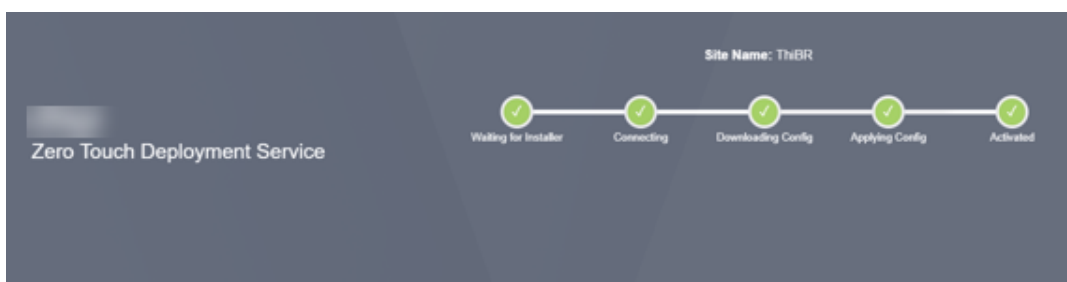 Site Name: ThiBR
Waiting for Installer
Connecting
Downloading Config
Applying Config
Activated
Zero Touch Deployment Service